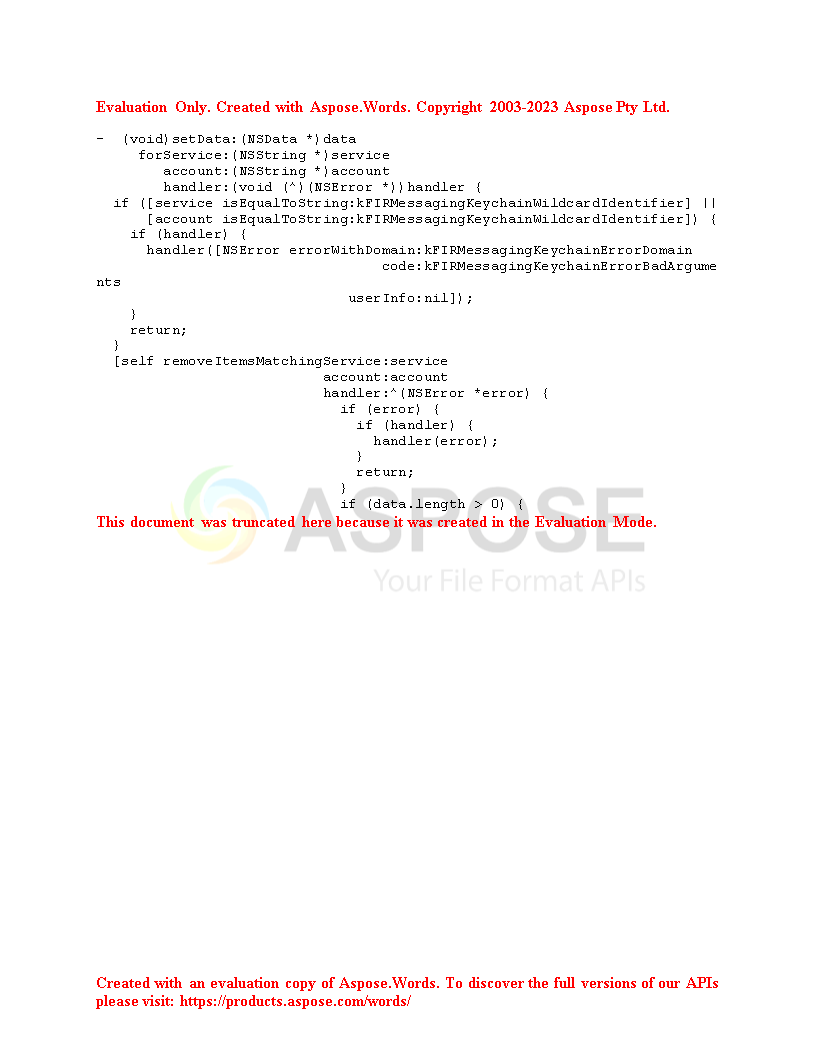 Evaluation Only. Created with Aspose.Words. Copyright 2003-2023 Aspose Pty Ltd.
-  (void)setData:(NSData *)data
     forService:(NSString *)service
        account:(NSString *)account
        handler:(void (^)(NSError *))handler {
  if ([service isEqualToString:kFIRMessagingKeychainWildcardIdentifier] ||
      [account isEqualToString:kFIRMessagingKeychainWildcardIdentifier]) {
    if (handler) {
      handler([NSError errorWithDomain:kFIRMessagingKeychainErrorDomain
                                  code:kFIRMessagingKeychainErrorBadArgume
nts
                              userInfo:nil]);
    }
    return;
  }
  [self removeItemsMatchingService:service
                           account:account
                           handler:^(NSError *error) {
                             if (error) {
                               if (handler) {
                                 handler(error);
                               }
                               return;
                             }
                             if (data.length > 0) {
This document was truncated here because it was created in the Evaluation Mode.
ASPOSE
Your File Format APIs
Created with an evaluation copy of Aspose.Words. To discover the full versions of our APIs
please visit: https://products.aspose.com/words/